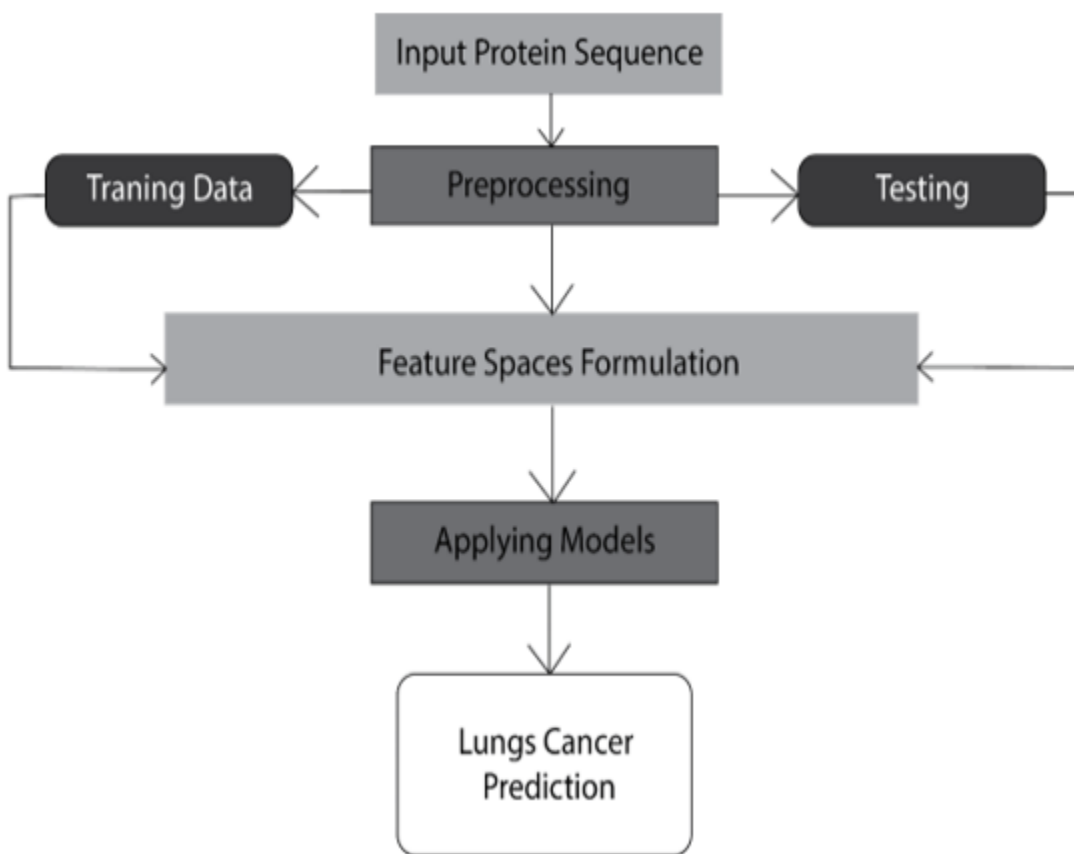 Input Protein Sequence
Traning Data
Preprocessing
Testing
Feature Spaces Formulation
Applying Models
Lungs Cancer
Prediction